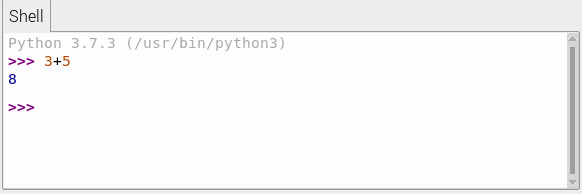 Shell
Python 3.7.3 (/usr/bin/python3)
>>> 3+5
8
>>>